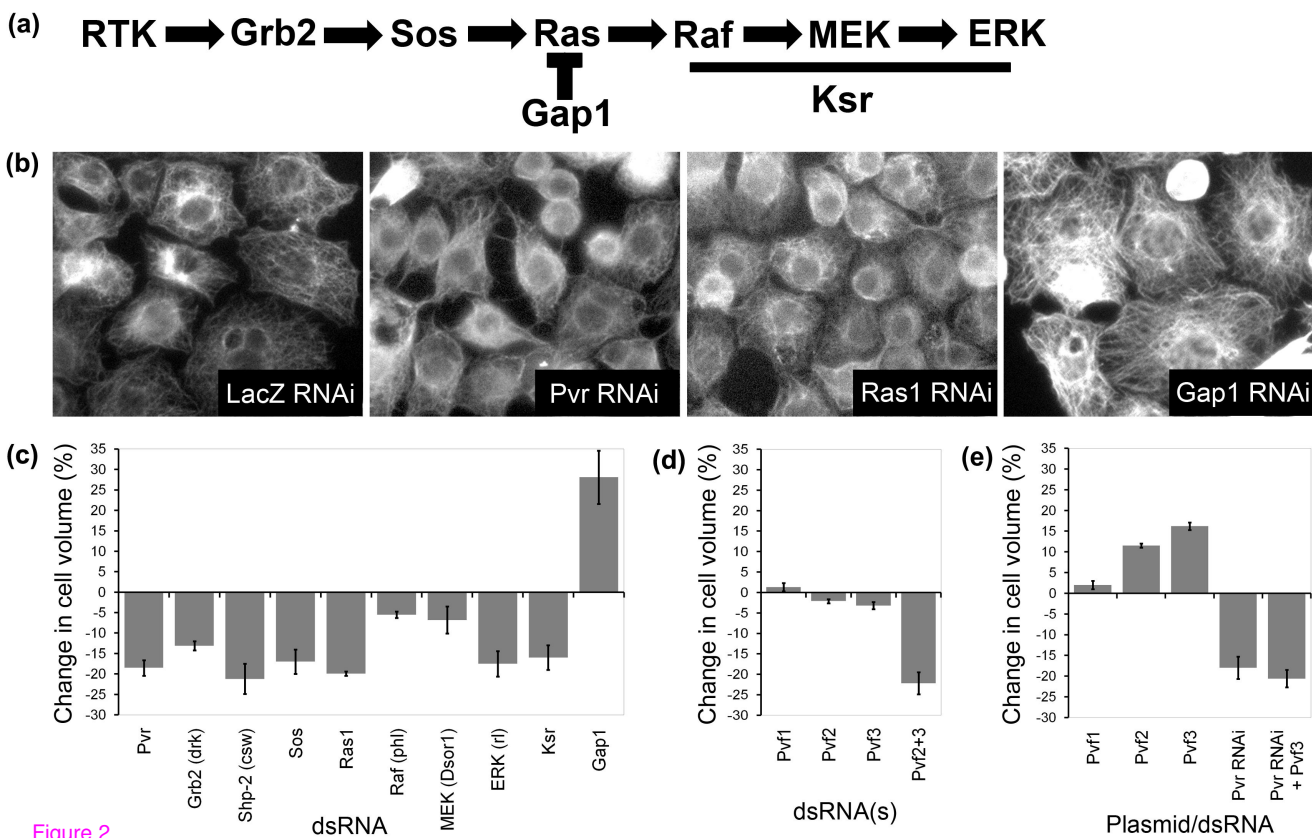 (a)
RTK Grb2 Sos Ras Raf MEK ERK
Gap1
Ksr
(b)
LacZ RNAi
Pvr RNAi
Ras1 RNAi
Gap1 RNAi
(c)
Change in cell volume (%)
35
30
25
20
15
10
5
0
-5
-10
-15
-20
-25
-30
Pvr
Grb2 (drk)
Shp-2 (csw)
Sos
Ras1
Raf (phl)
MEK (Dsor1)
ERK (rl)
Ksr
Gap1
dsRNA
(d)
Change in cell volume (%)
35
30
25
20
15
10
5
0
-5
-10
-15
-20
-25
-30
Pvf1
Pvf2
Pvf3
Pvf2+3
dsRNA(s)
(e)
Change in cell volume (%)
35
30
25
20
15
10
5
0
-5
-10
-15
-20
-25
-30
Pvf1
Pvf2
Pvf3
Pvr RNAi
Pvr RNAi
+ Pvf3
Plasmid/dsRNA
Figure 2